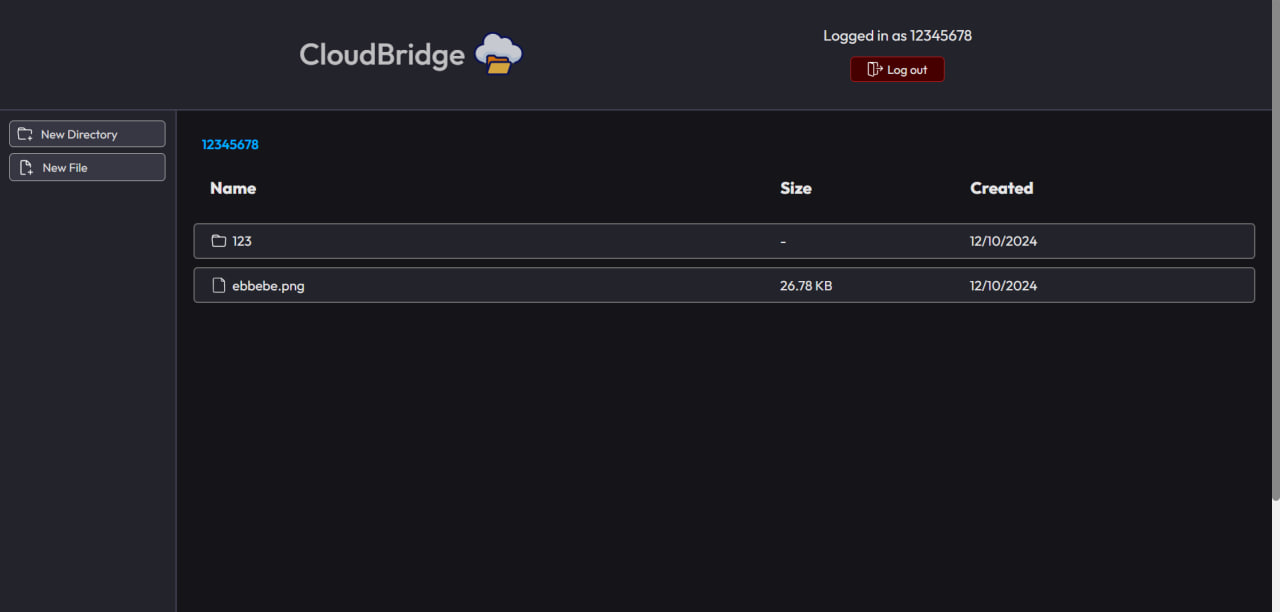 CloudBridge
Logged in as 12345678
Log out
New Directory
New File
12345678
Name Size Created
123 - 12/10/2024
ebbebe.png 26.78 KB 12/10/2024